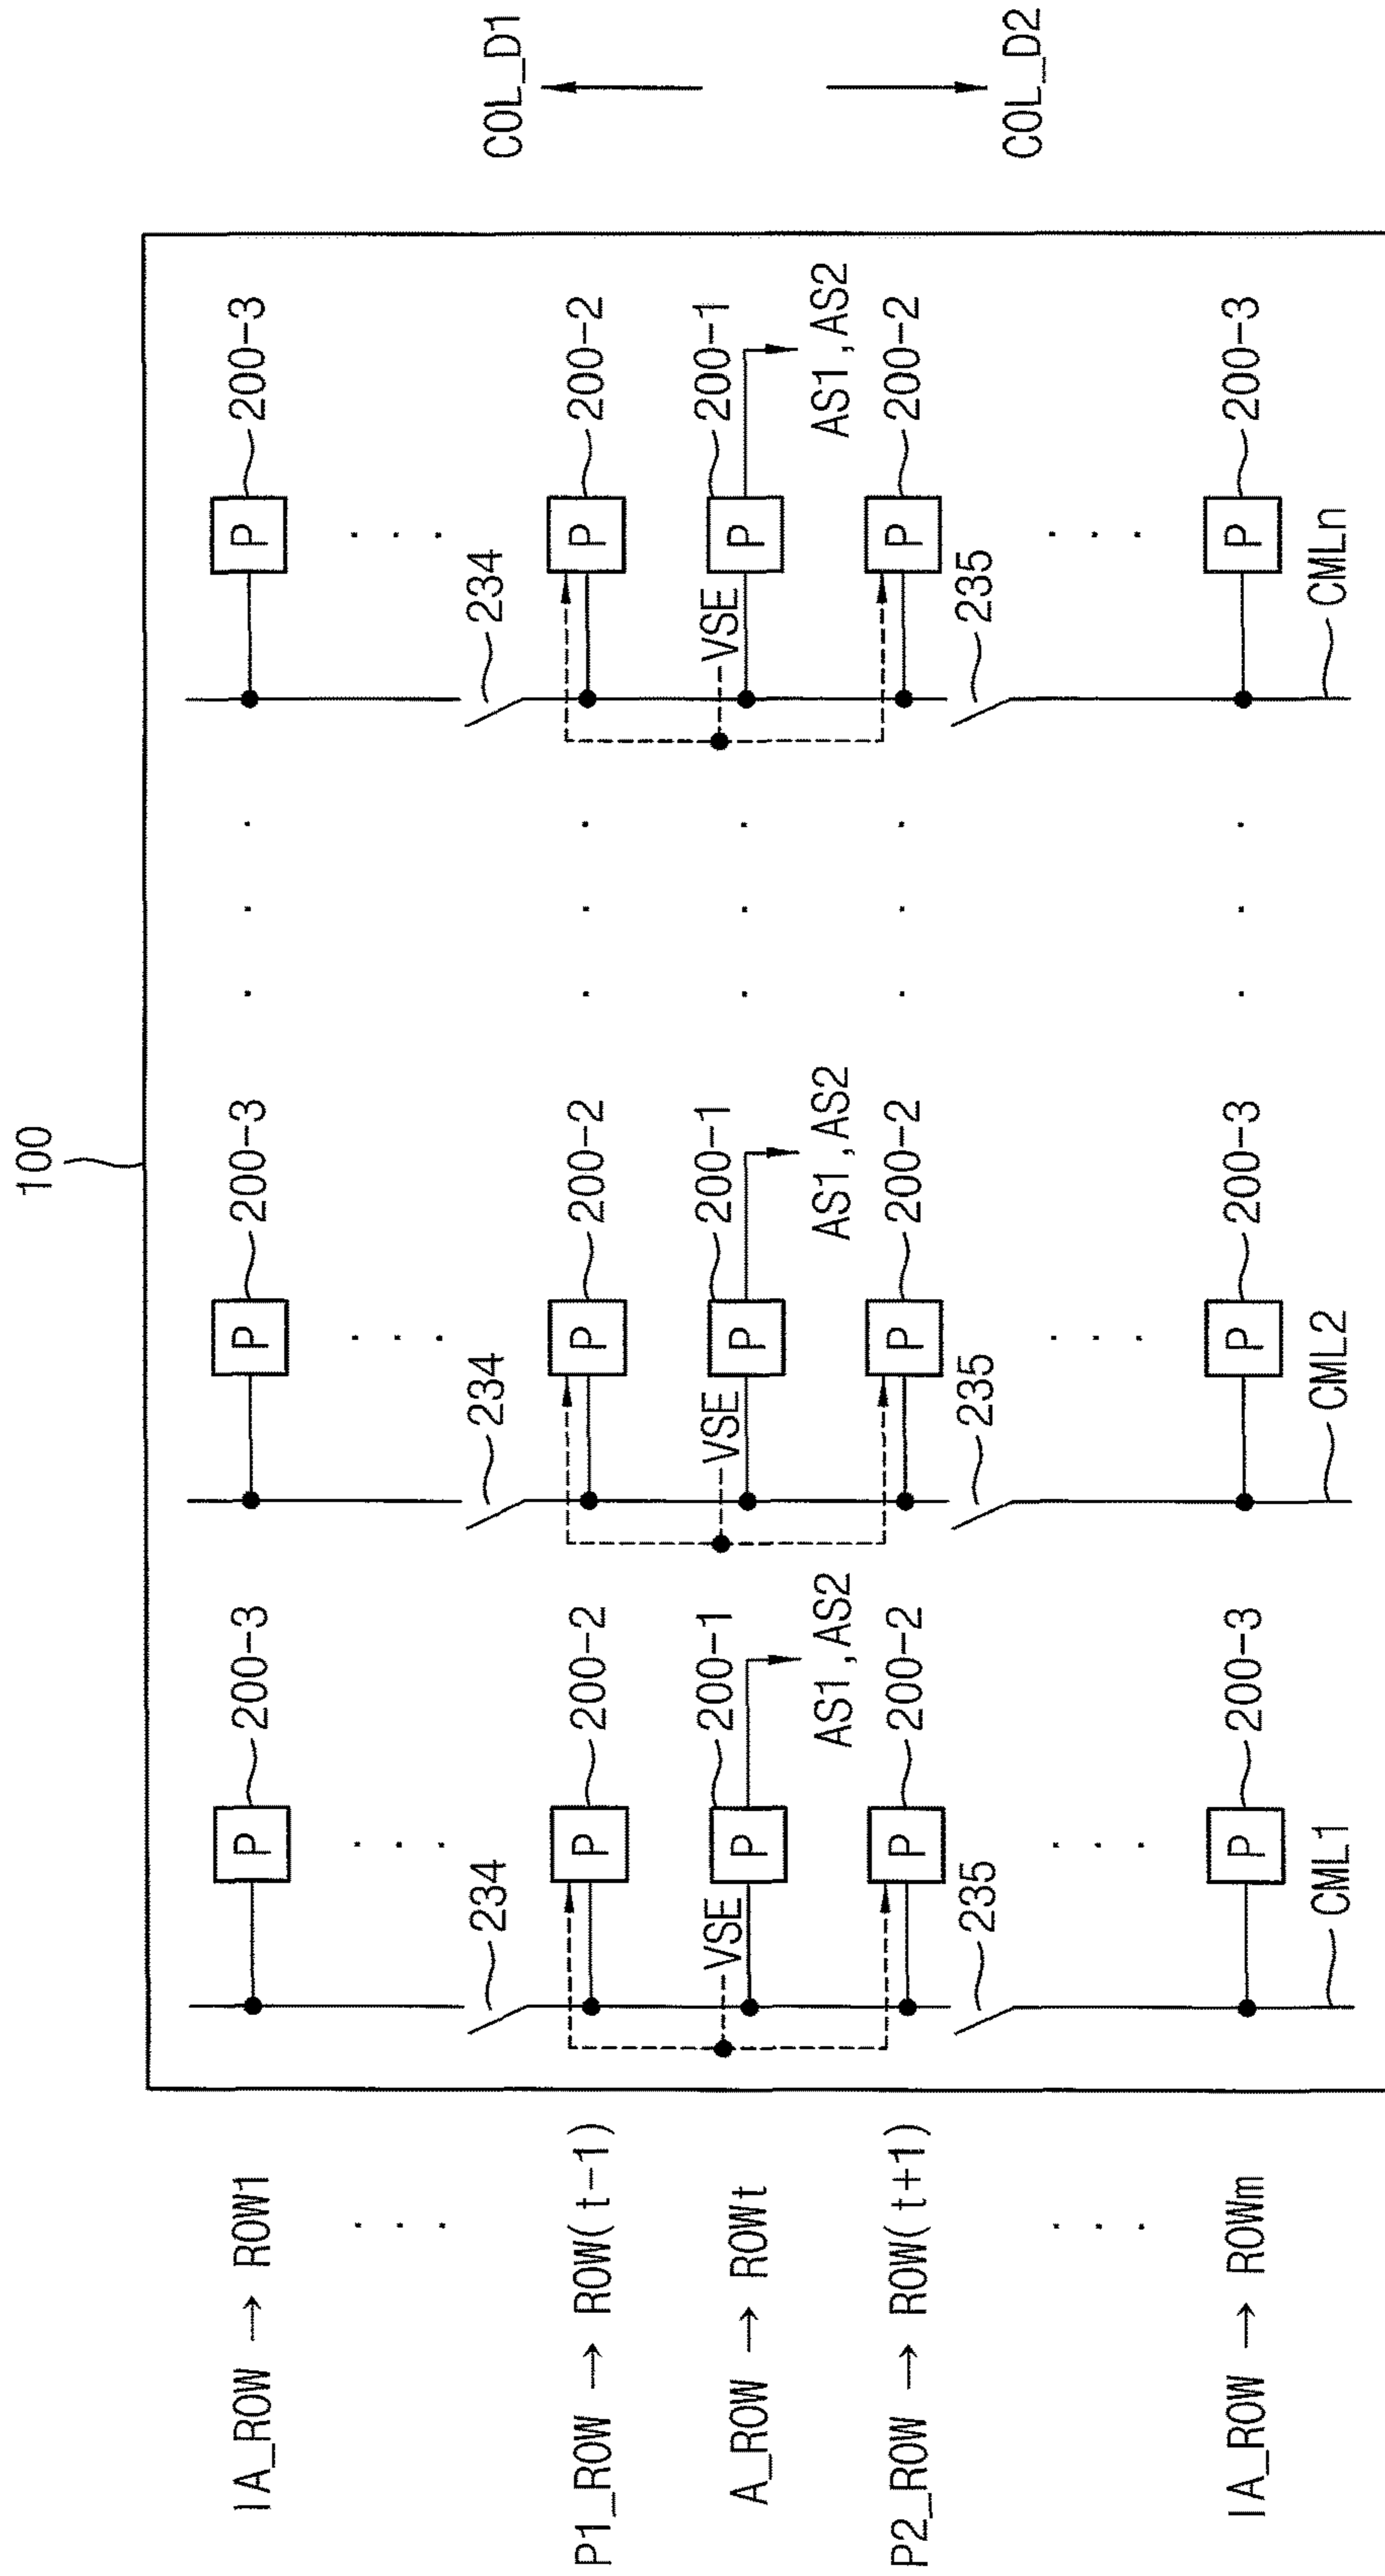 100
IA_ROW → ROW1
P 200-3 P 200-3 P 200-3
COL_D1
234 234 234
P1_ROW → ROW(t-1)
P 200-2 P 200-2 P 200-2
VSE VSE VSE
A_ROW → ROWt
P 200-1 P 200-1 P 200-1
AS1,AS2 AS1,AS2 AS1,AS2
P2_ROW → ROW(t+1)
P 200-2 P 200-2 P 200-2
235 235 235
COL_D2
IA_ROW → ROWm
P 200-3 P 200-3 P 200-3
CML1 CML2 CMLn